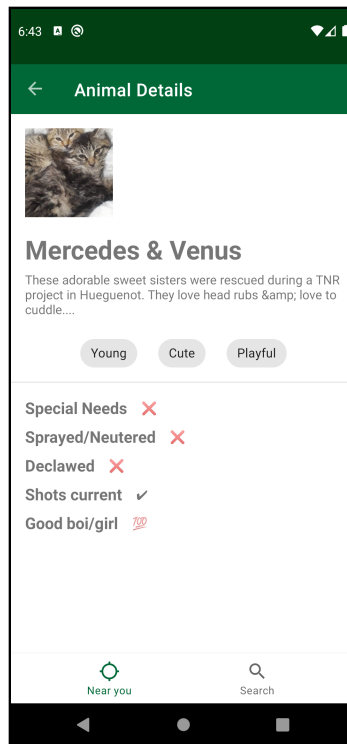 6:43
Animal Details
Mercedes & Venus
These adorable sweet sisters were rescued during a TNR
project in Hueguenot. They love head rubs &amp; love to
cuddle....
Young Cute Playful
Special Needs ❌
Sprayed/Neutered ❌
Declawed ❌
Shots current ✔
Good boi/girl 💯
Near you Search